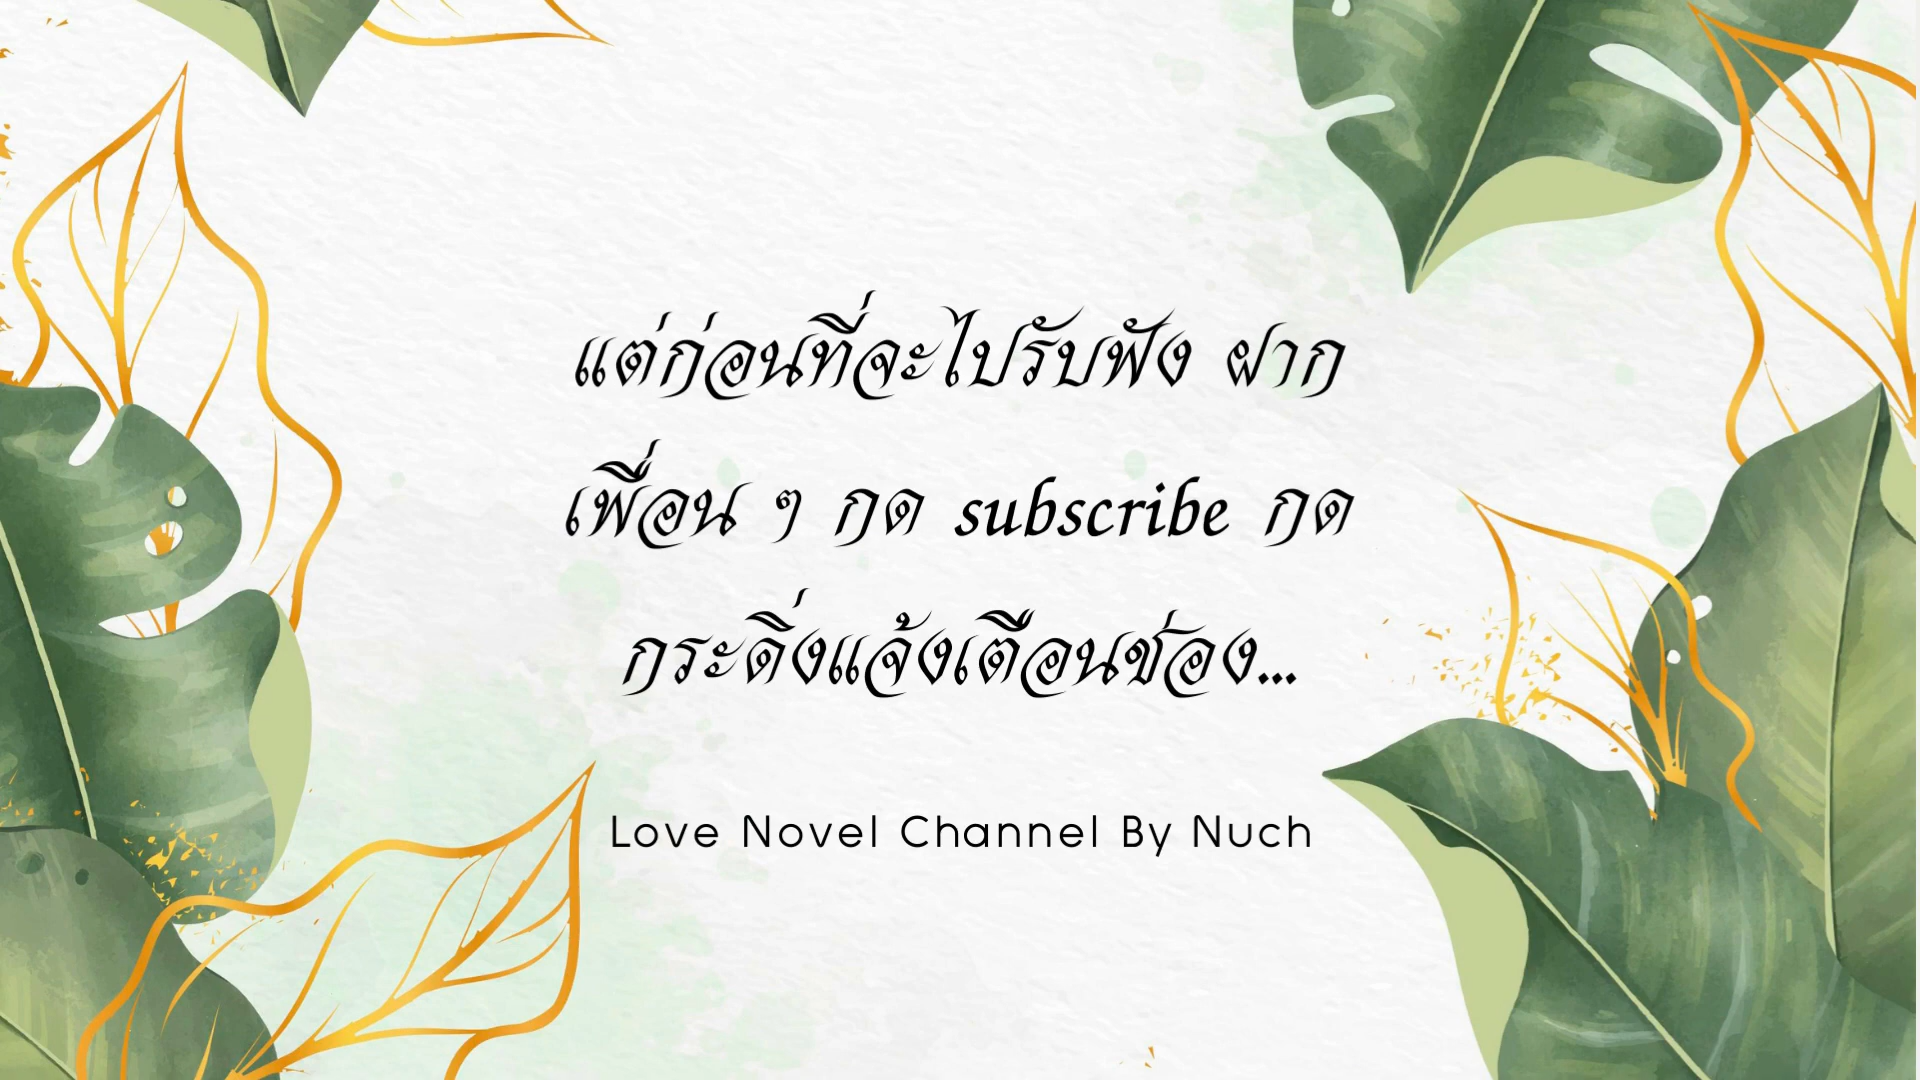 แต่ก่อนที่จะไปรับฟัง ฝาก
เพื่อน ๆ กด subscribe กด
กระดิ่งแจ้งเตือนช่อง...
Love Novel Channel By Nuch